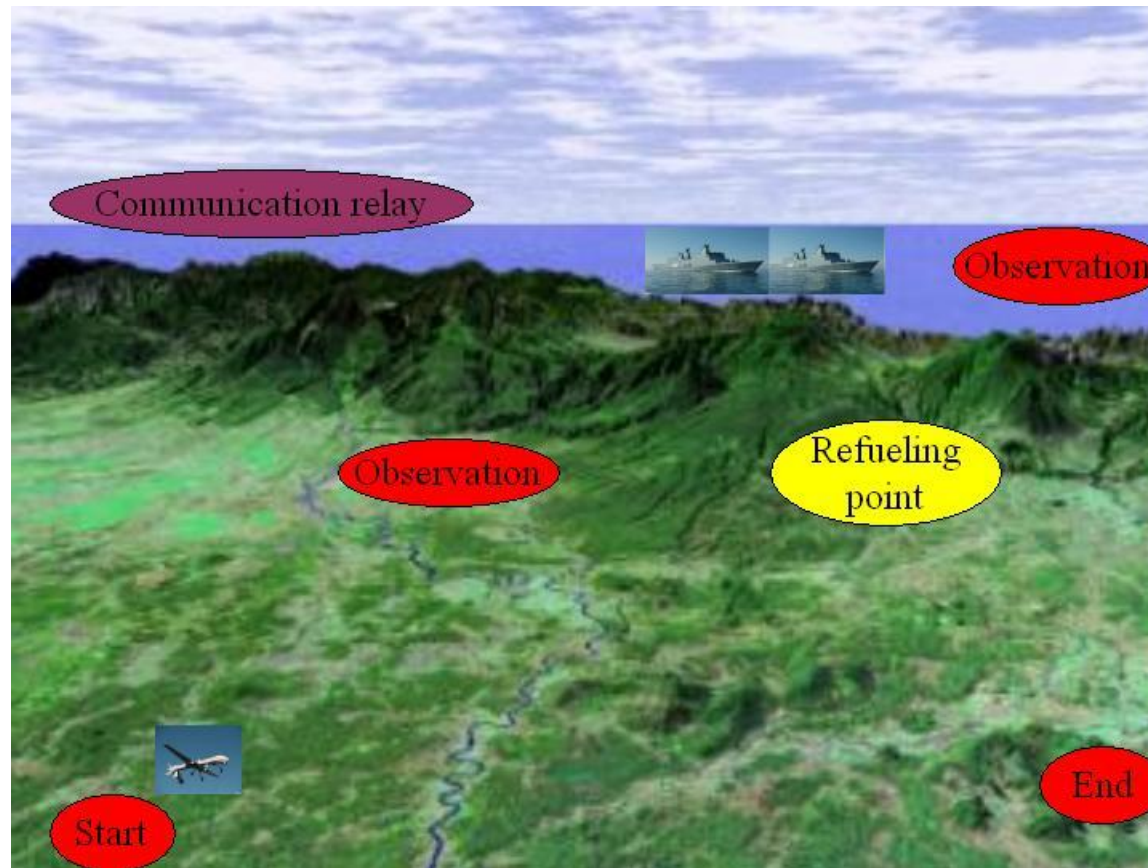 Communication relay
Observation
Observation
Refueling
point
Start
End